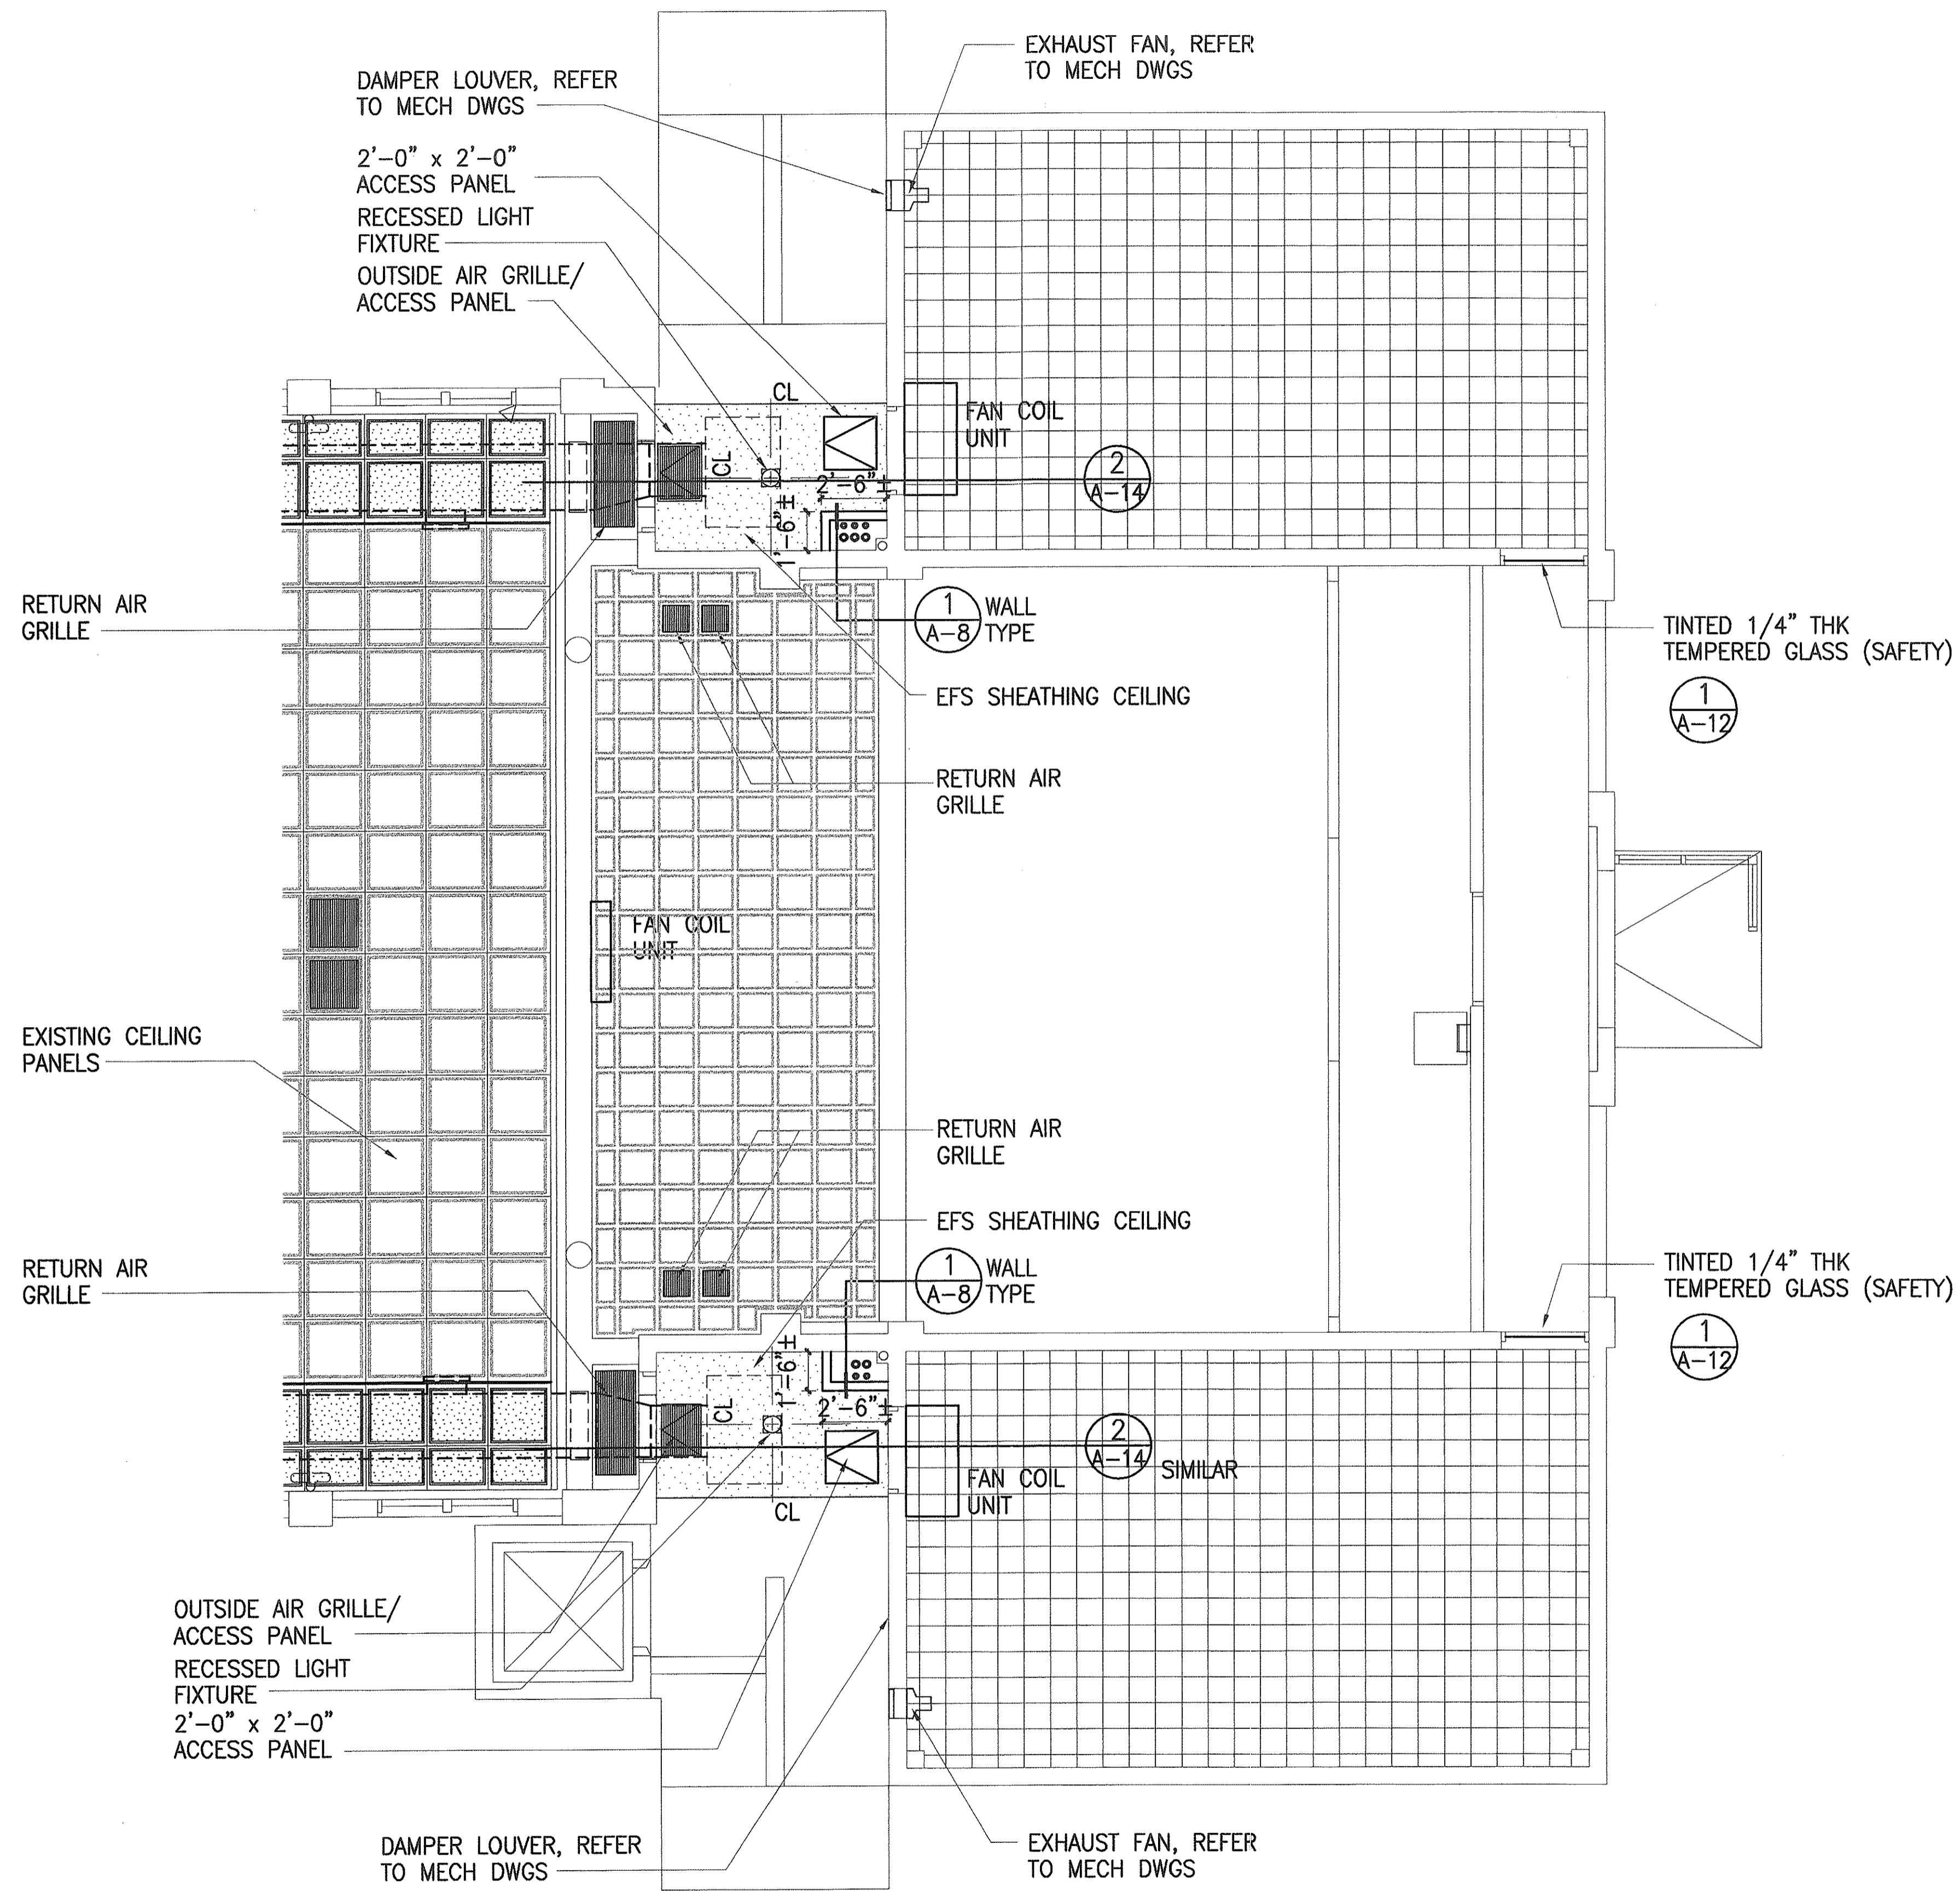 EXHAUST FAN, REFER
TO MECH DWGS
DAMPER LOUVER, REFER
TO MECH DWGS
2'-0" x 2'-0"
ACCESS PANEL
RECESSED LIGHT
FIXTURE
OUTSIDE AIR GRILLE/
ACCESS PANEL
CL
FAN COIL
UNIT
CL
2
A-14
2'-6"±
1'-6"±
RETURN AIR
GRILLE
1
A-8
WALL
TYPE
TINTED 1/4" THK
TEMPERED GLASS (SAFETY)
1
A-12
EFS SHEATHING CEILING
RETURN AIR
GRILLE
FAN COIL
UNIT
EXISTING CEILING
PANELS
RETURN AIR
GRILLE
EFS SHEATHING CEILING
RETURN AIR
GRILLE
1
A-8
WALL
TYPE
TINTED 1/4" THK
TEMPERED GLASS (SAFETY)
1
A-12
1'-6"±
CL
2'-6"±
2
A-14
SIMILAR
FAN COIL
UNIT
CL
OUTSIDE AIR GRILLE/
ACCESS PANEL
RECESSED LIGHT
FIXTURE
2'-0" x 2'-0"
ACCESS PANEL
DAMPER LOUVER, REFER
TO MECH DWGS
EXHAUST FAN, REFER
TO MECH DWGS